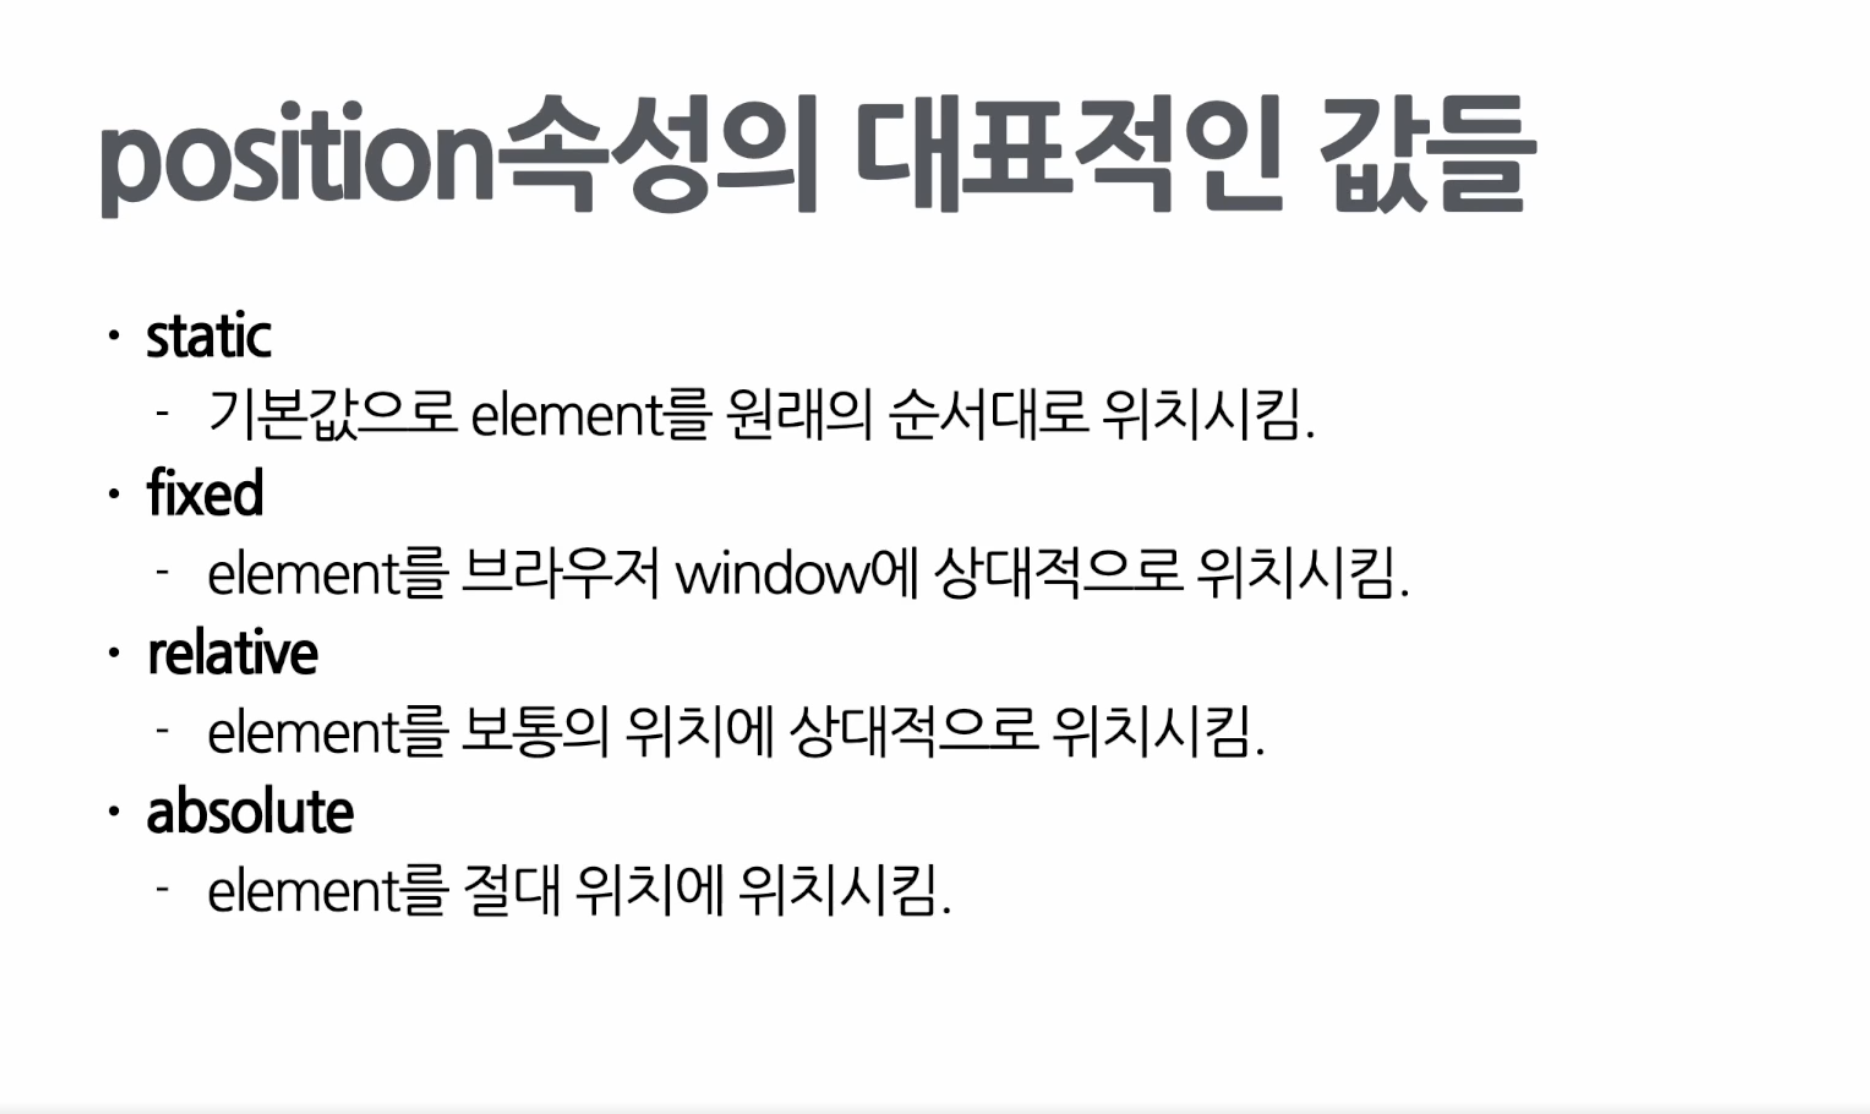 position속성의 대표적인 값들
· static
- 기본값으로 element를 원래의 순서대로 위치시킴.
· fixed
- element를 브라우저 window에 상대적으로 위치시킴.
· relative
- element를 보통의 위치에 상대적으로 위치시킴.
· absolute
- element를 절대 위치에 위치시킴.